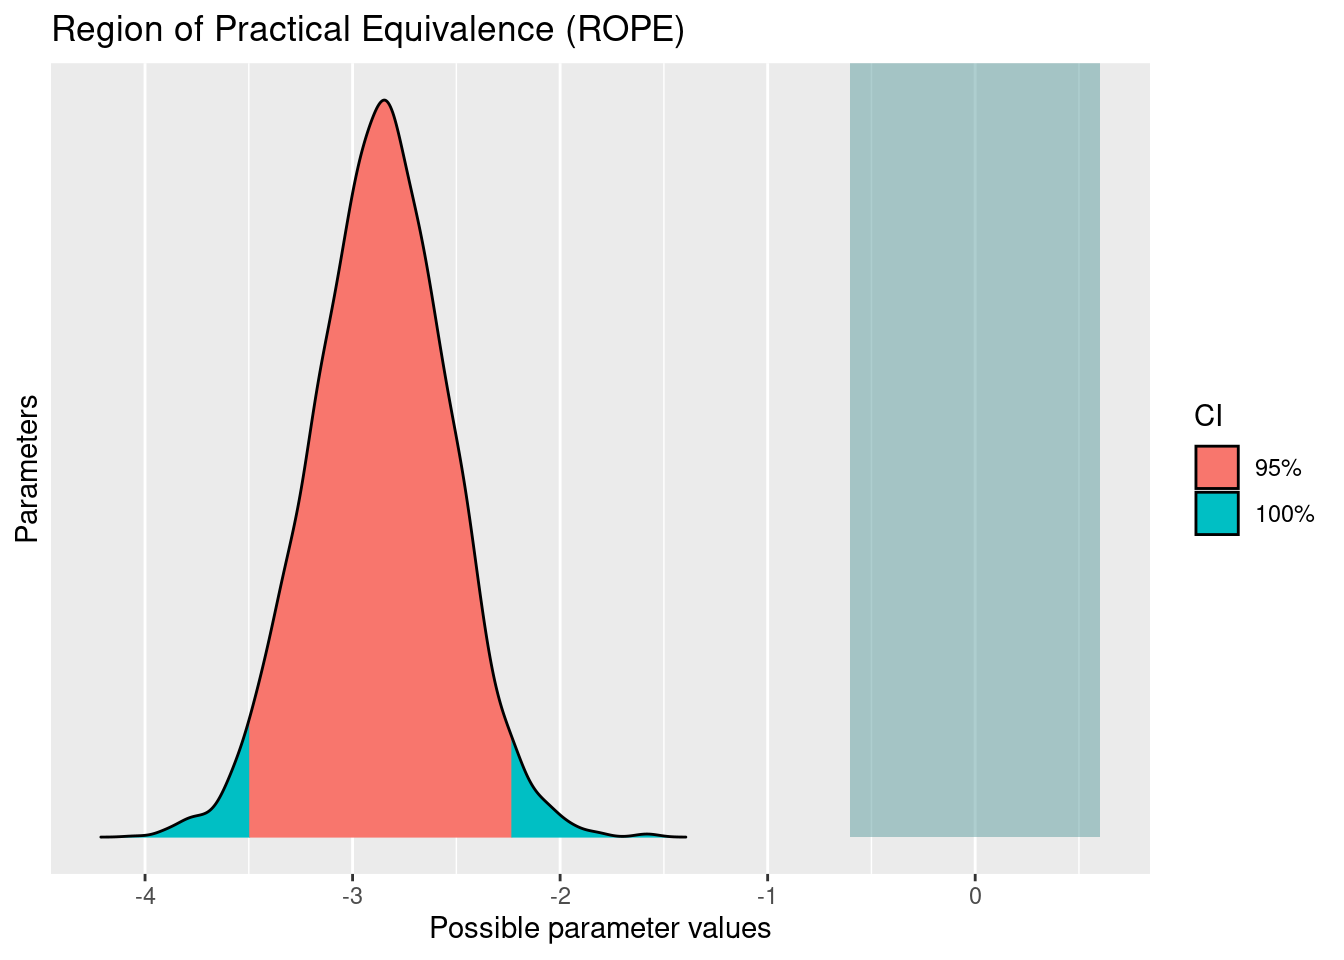 Region of Practical Equivalence (ROPE)
Parameters
CI
95%
100%
-4
-3
-2
-1
0
Possible parameter values